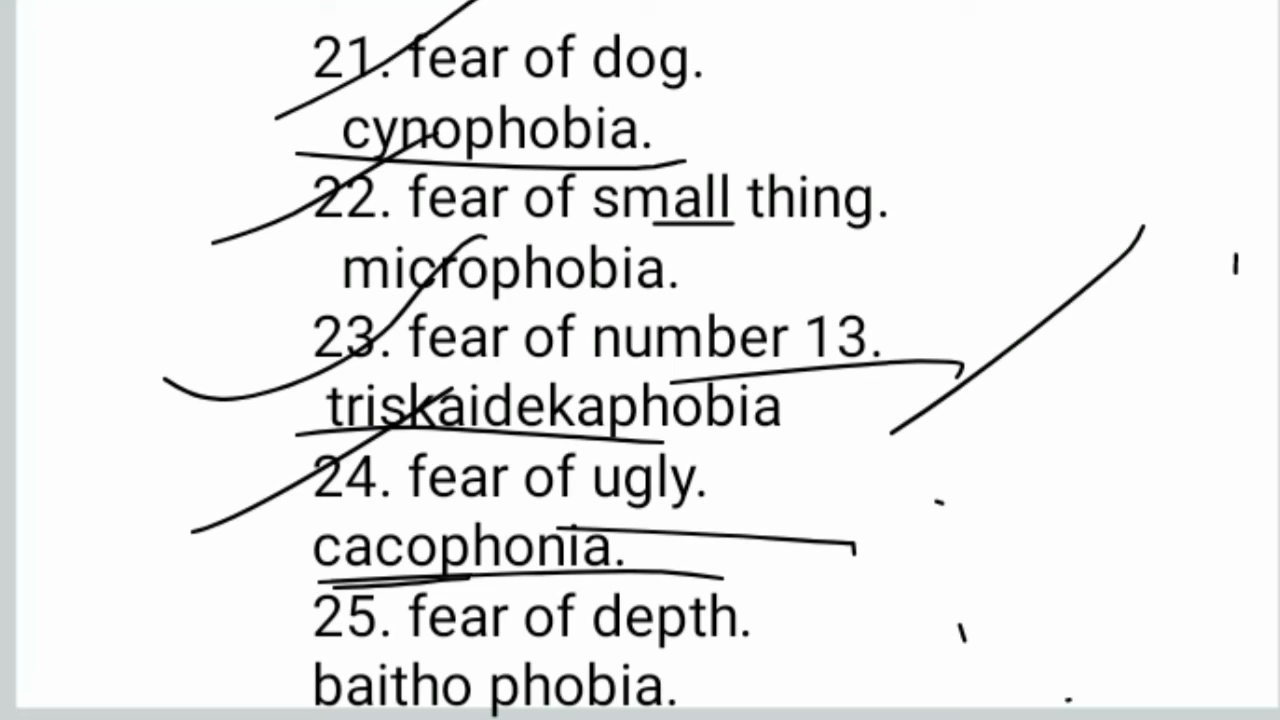 21. fear of dog.
cynophobia.
22. fear of small thing.
microphobia.
23. fear of number 13.
triskaidekaphobia
24. fear of ugly.
cacophonia.
25. fear of depth.
baitho phobia.